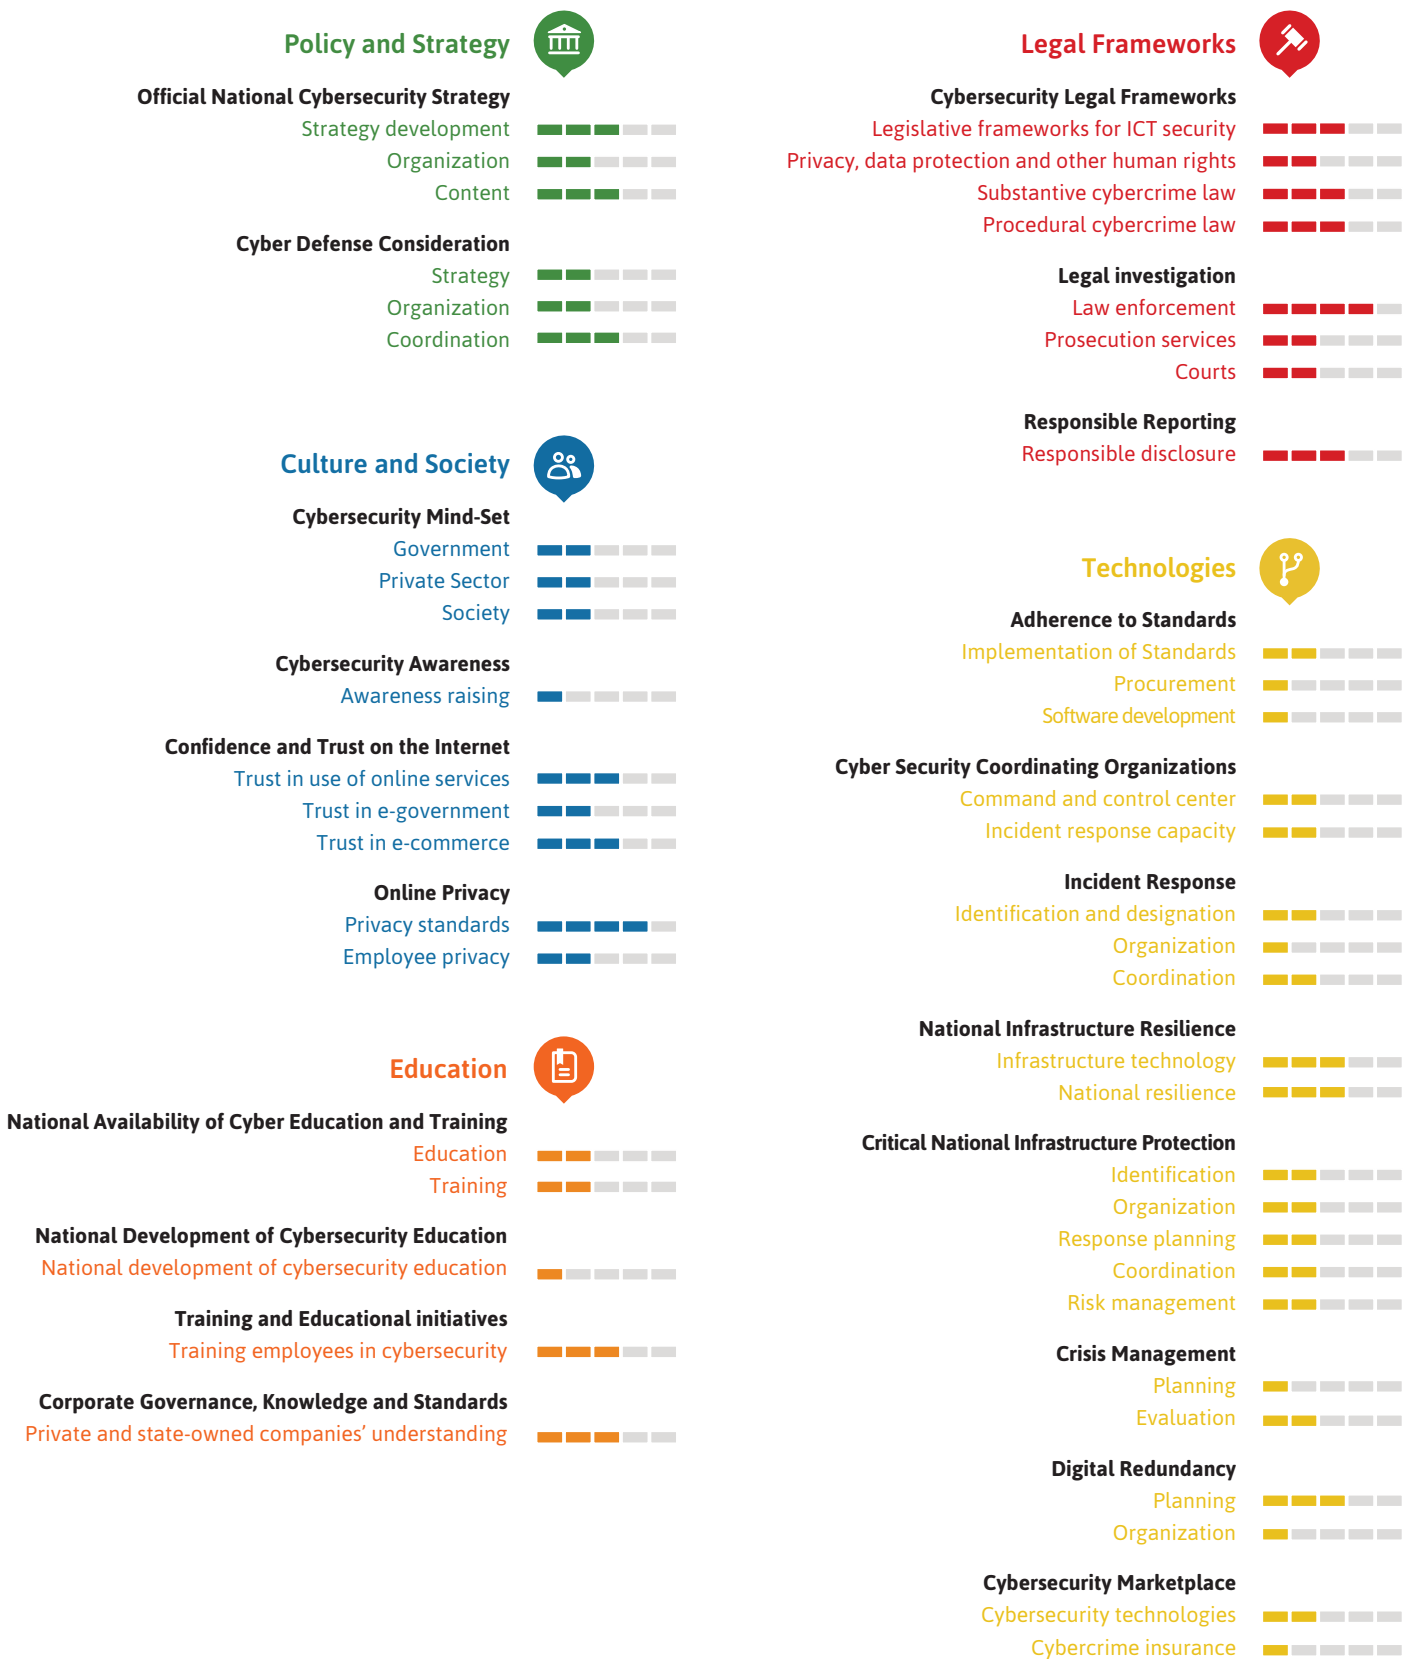 Policy and Strategy
Official National Cybersecurity Strategy
Strategy development
Organization
Content
Cyber Defense Consideration
Strategy
Organization
Coordination
Culture and Society
Cybersecurity Mind-Set
Government
Private Sector
Society
Cybersecurity Awareness
Awareness raising
Confidence and Trust on the Internet
Trust in use of online services
Trust in e-government
Trust in e-commerce
Online Privacy
Privacy standards
Employee privacy
Education
National Availability of Cyber Education and Training
Education
Training
National Development of Cybersecurity Education
National development of cybersecurity education
Training and Educational initiatives
Training employees in cybersecurity
Corporate Governance, Knowledge and Standards
Private and state-owned companies’ understanding
Legal Frameworks
Cybersecurity Legal Frameworks
Legislative frameworks for ICT security
Privacy, data protection and other human rights
Substantive cybercrime law
Procedural cybercrime law
Legal investigation
Law enforcement
Prosecution services
Courts
Responsible Reporting
Responsible disclosure
Technologies
Adherence to Standards
Implementation of Standards
Procurement
Software development
Cyber Security Coordinating Organizations
Command and control center
Incident response capacity
Incident Response
Identification and designation
Organization
Coordination
National Infrastructure Resilience
Infrastructure technology
National resilience
Critical National Infrastructure Protection
Identification
Organization
Response planning
Coordination
Risk management
Crisis Management
Planning
Evaluation
Digital Redundancy
Planning
Organization
Cybersecurity Marketplace
Cybersecurity technologies
Cybercrime insurance